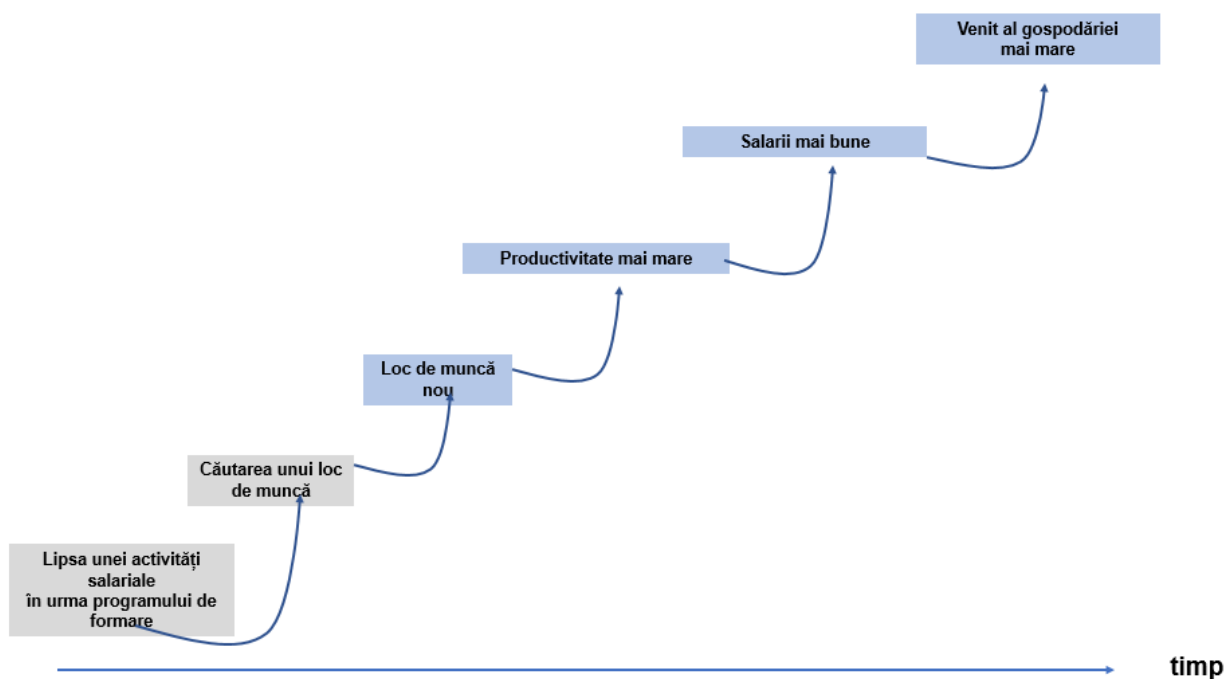 Venit al gospodăriei
mai mare
Salarii mai bune
Productivitate mai mare
Loc de muncă
nou
Căutarea unui loc
de muncă
Lipsa unei activități
salariale
în urma programului de
formare
timp